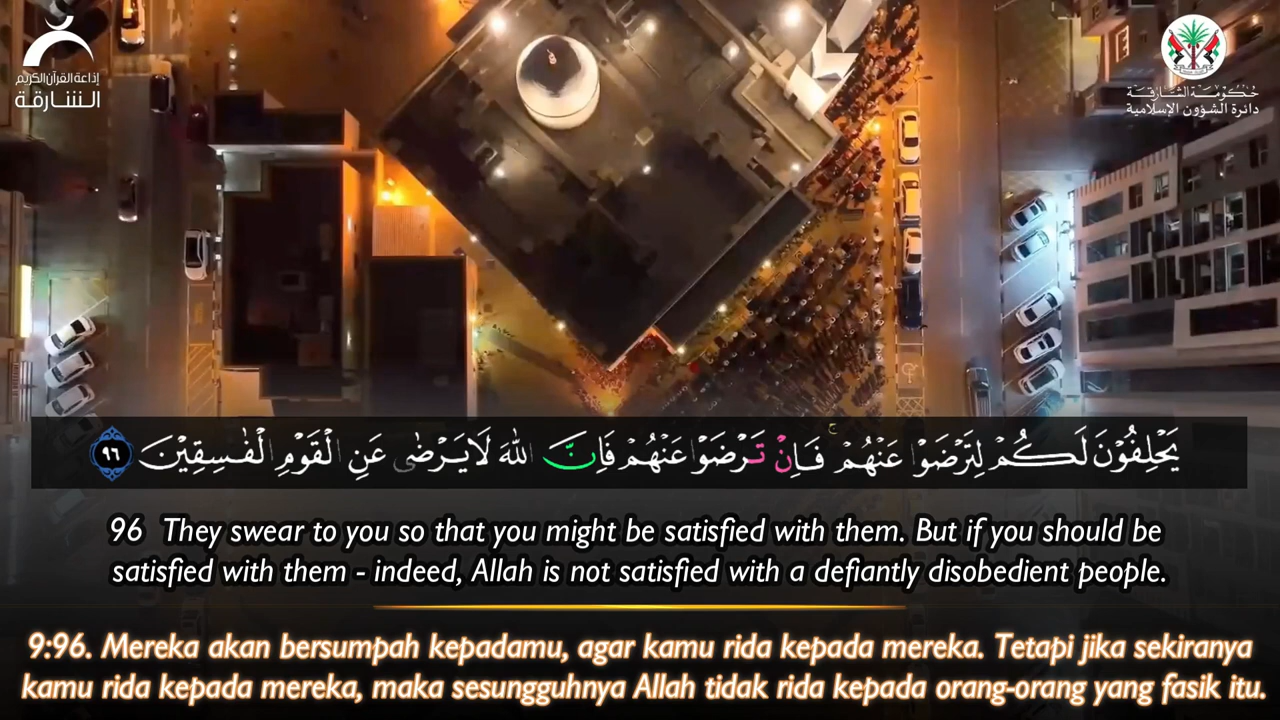 إذاعة القرآن الكريم
الشارقة
حكومة الشارقة
دائرة الشؤون الإسلامية
يَحْلِفُوْنَ لَكُمْ لِتَرْضَوْا عَنْهُمْ ۚ فَاِنْ تَرْضَوْا عَنْهُمْ فَاِنَّ اللّٰهَ لَا يَرْضٰى عَنِ الْقَوْمِ الْفٰسِقِيْنَ ٩٦
96 They swear to you so that you might be satisfied with them. But if you should be
satisfied with them - indeed, Allah is not satisfied with a defiantly disobedient people.
9:96. Mereka akan bersumpah kepadamu, agar kamu rida kepada mereka. Tetapi jika sekiranya
kamu rida kepada mereka, maka sesungguhnya Allah tidak rida kepada orang-orang yang fasik itu.